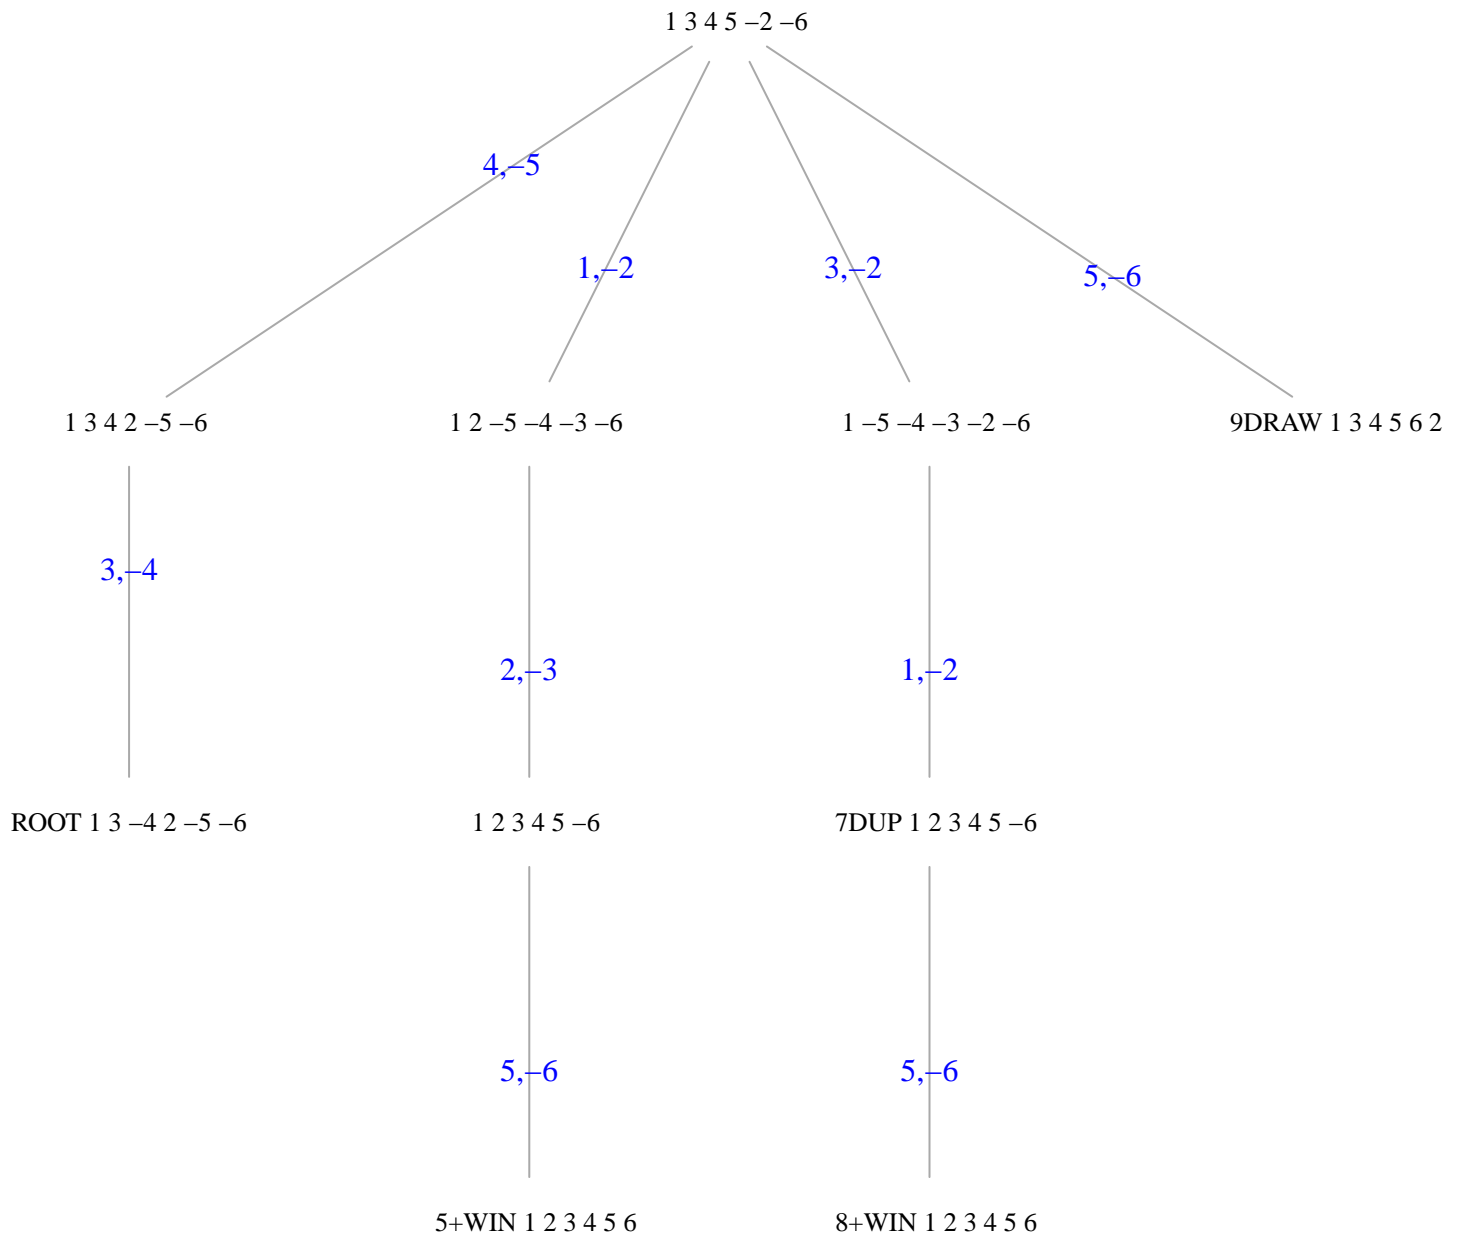 1 3 4 5 –2 –6
4,–5
1,–2
3,–2
5,–6
1 3 4 2 –5 –6
1 2 –5 –4 –3 –6
1 –5 –4 –3 –2 –6
9DRAW 1 3 4 5 6 2
3,–4
2,–3
1,–2
ROOT 1 3 –4 2 –5 –6
1 2 3 4 5 –6
7DUP 1 2 3 4 5 –6
5,–6
5,–6
5+WIN 1 2 3 4 5 6
8+WIN 1 2 3 4 5 6